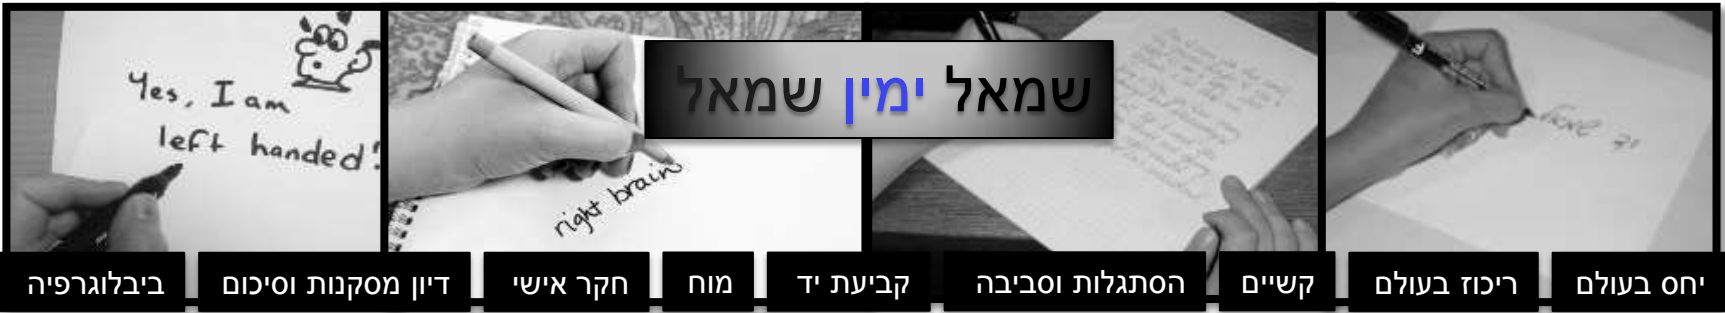 שמאל ימין שמאל
Yes, I am
left handed!
right brain
יחס בעולם
ריכוז בעולם
קשיים
הסתגלות וסביבה
קביעת יד
מוח
חקר אישי
דיון מסקנות וסיכום
ביבלוגרפיה